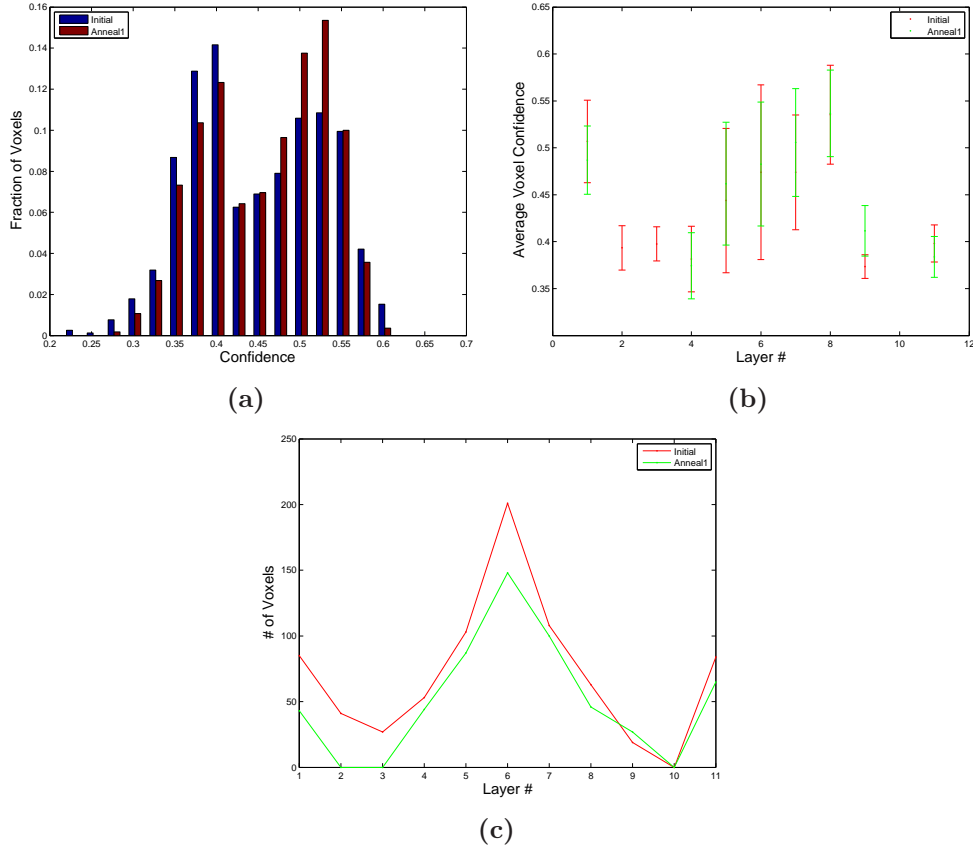 0.16
0.14
0.12
0.1
0.08
0.06
0.04
0.02
0
Fraction of Voxels
Initial
Anneal1
0.2 0.25 0.3 0.35 0.4 0.45 0.5 0.55 0.6 0.65 0.7
Confidence
(a)
0.65
0.6
0.55
0.5
0.45
0.4
0.35
Average Voxel Confidence
Initial
Anneal1
2 4 6 8 10 12
0
Layer #
(b)
250
200
150
100
50
0
# of Voxels
Initial
Anneal1
1 2 3 4 5 6 7 8 9 10 11
Layer #
(c)